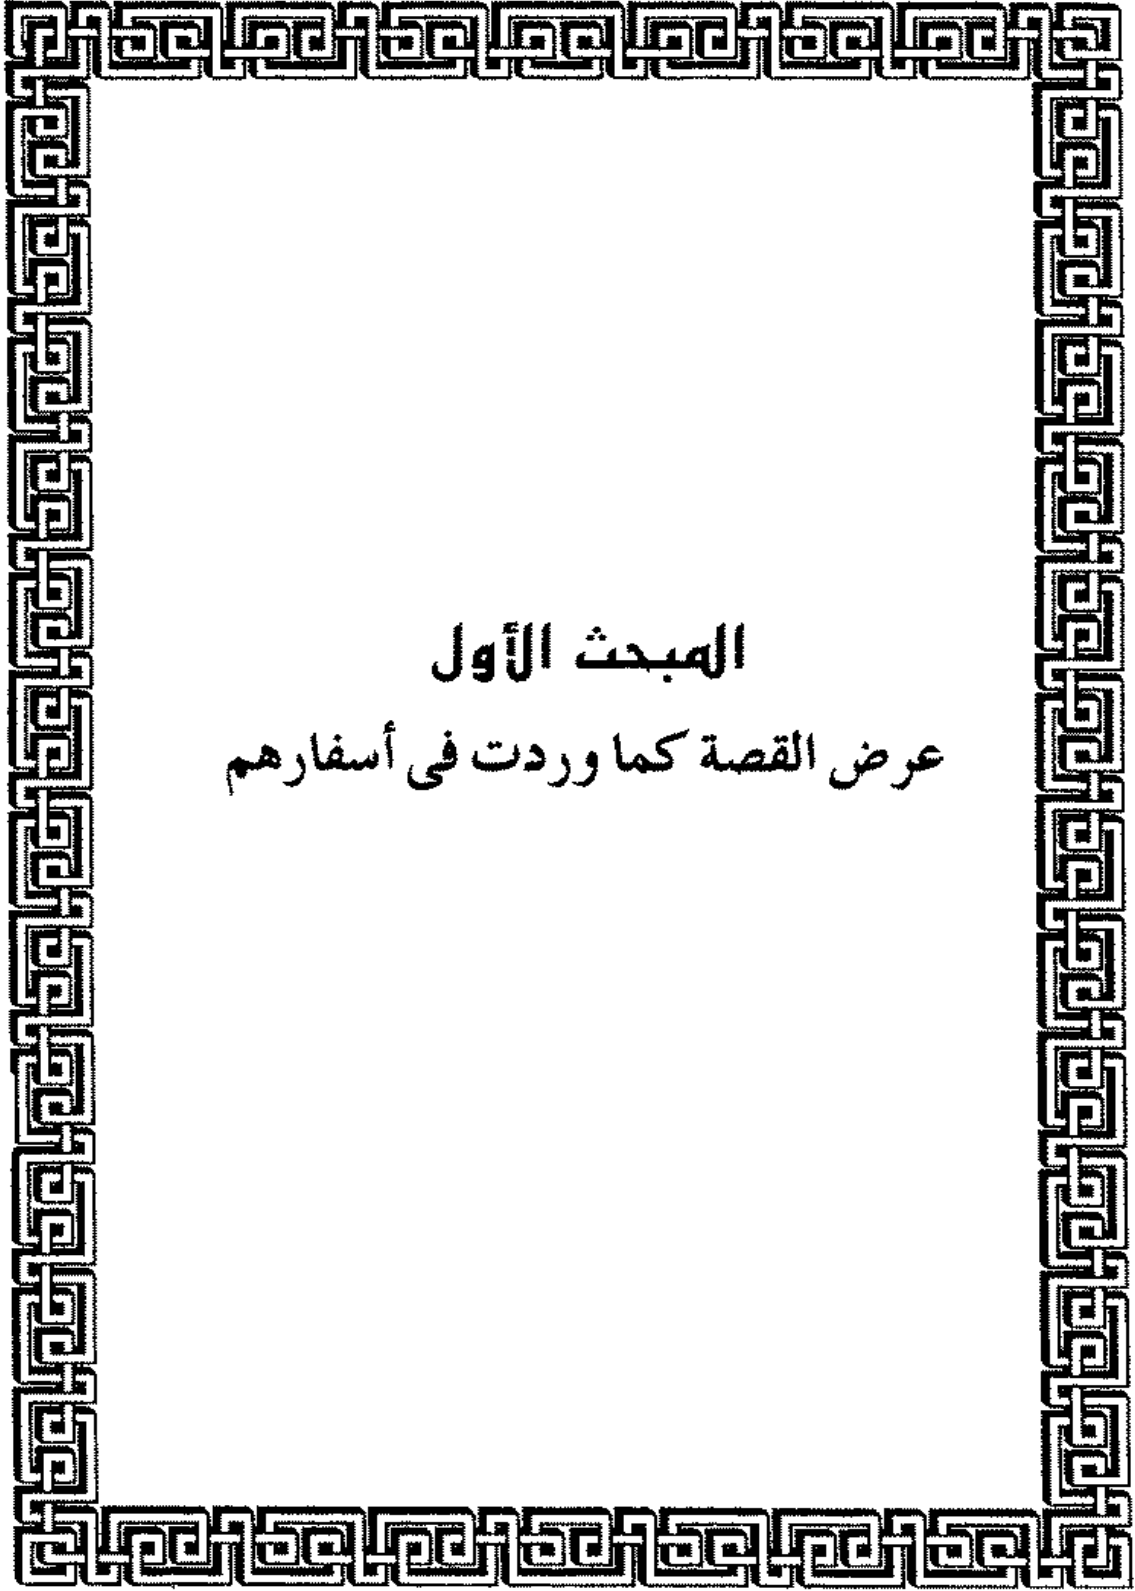 المبحث الأول
عرض القصة كما وردت فى أسفارهم